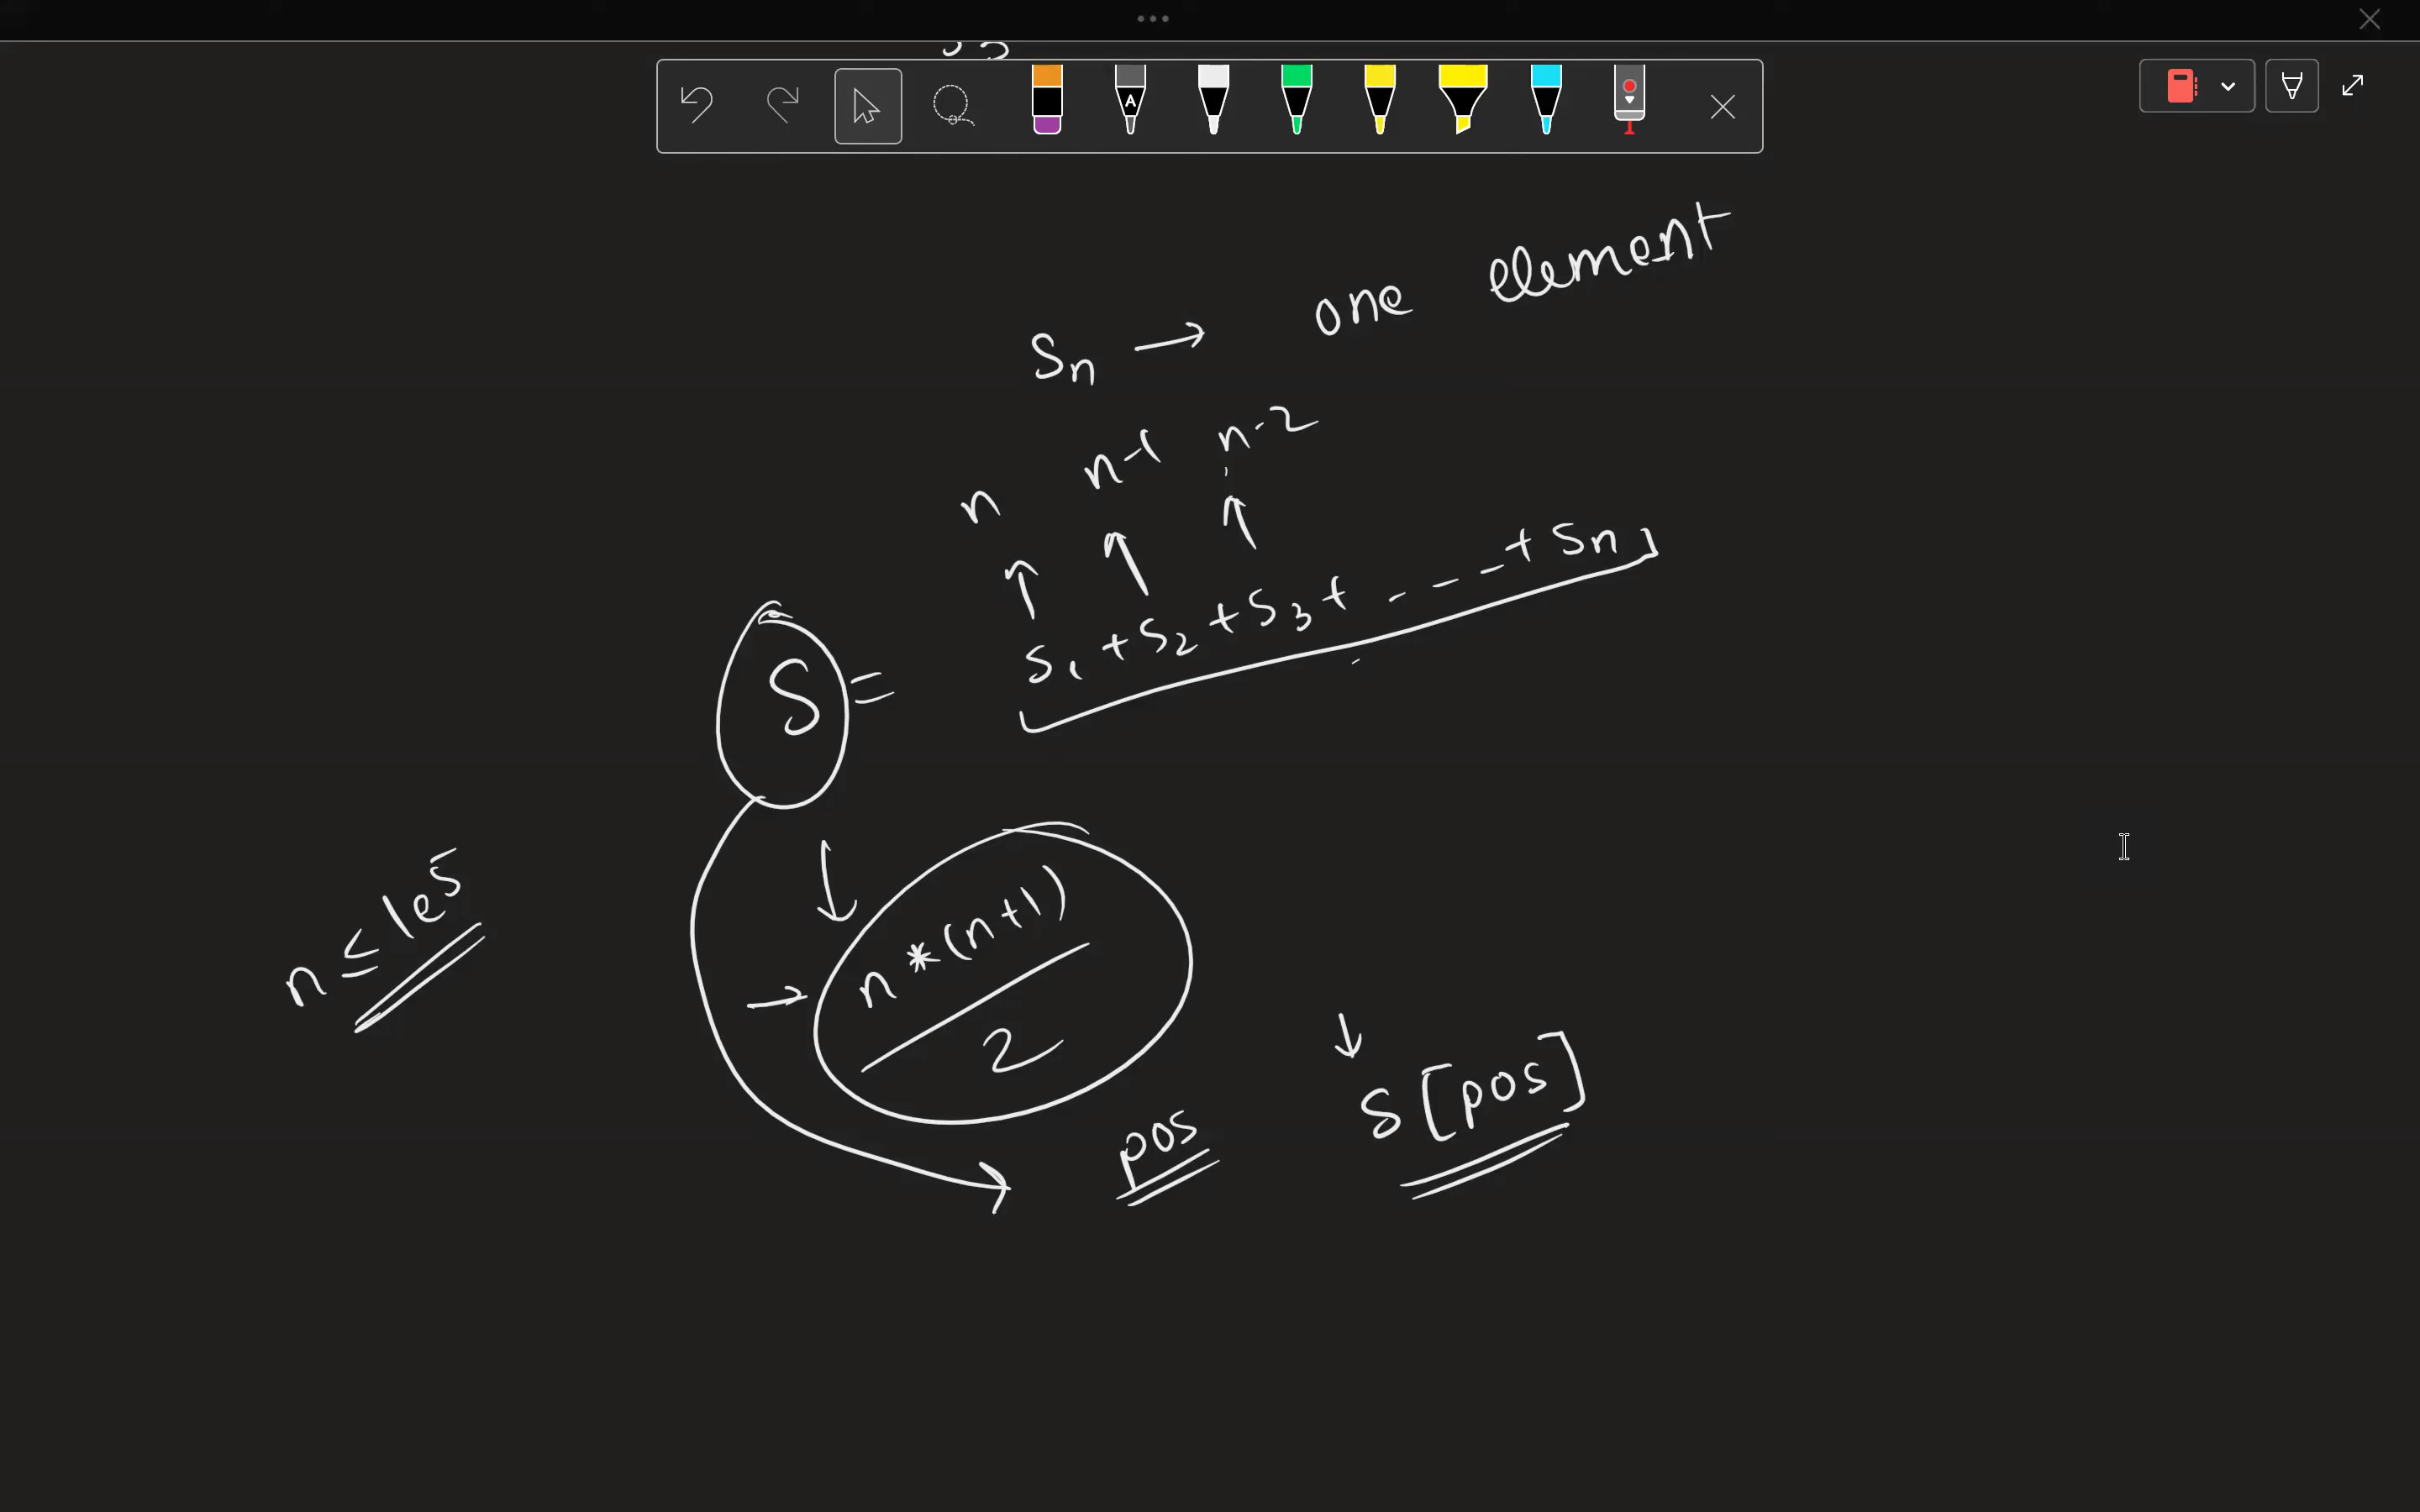 Sn → one element
n n-1 n-2
S = S1 + S2 + S3 + - - - + Sn
n ≤ 1e5
n * (n+1)
2
pos
S[pos]